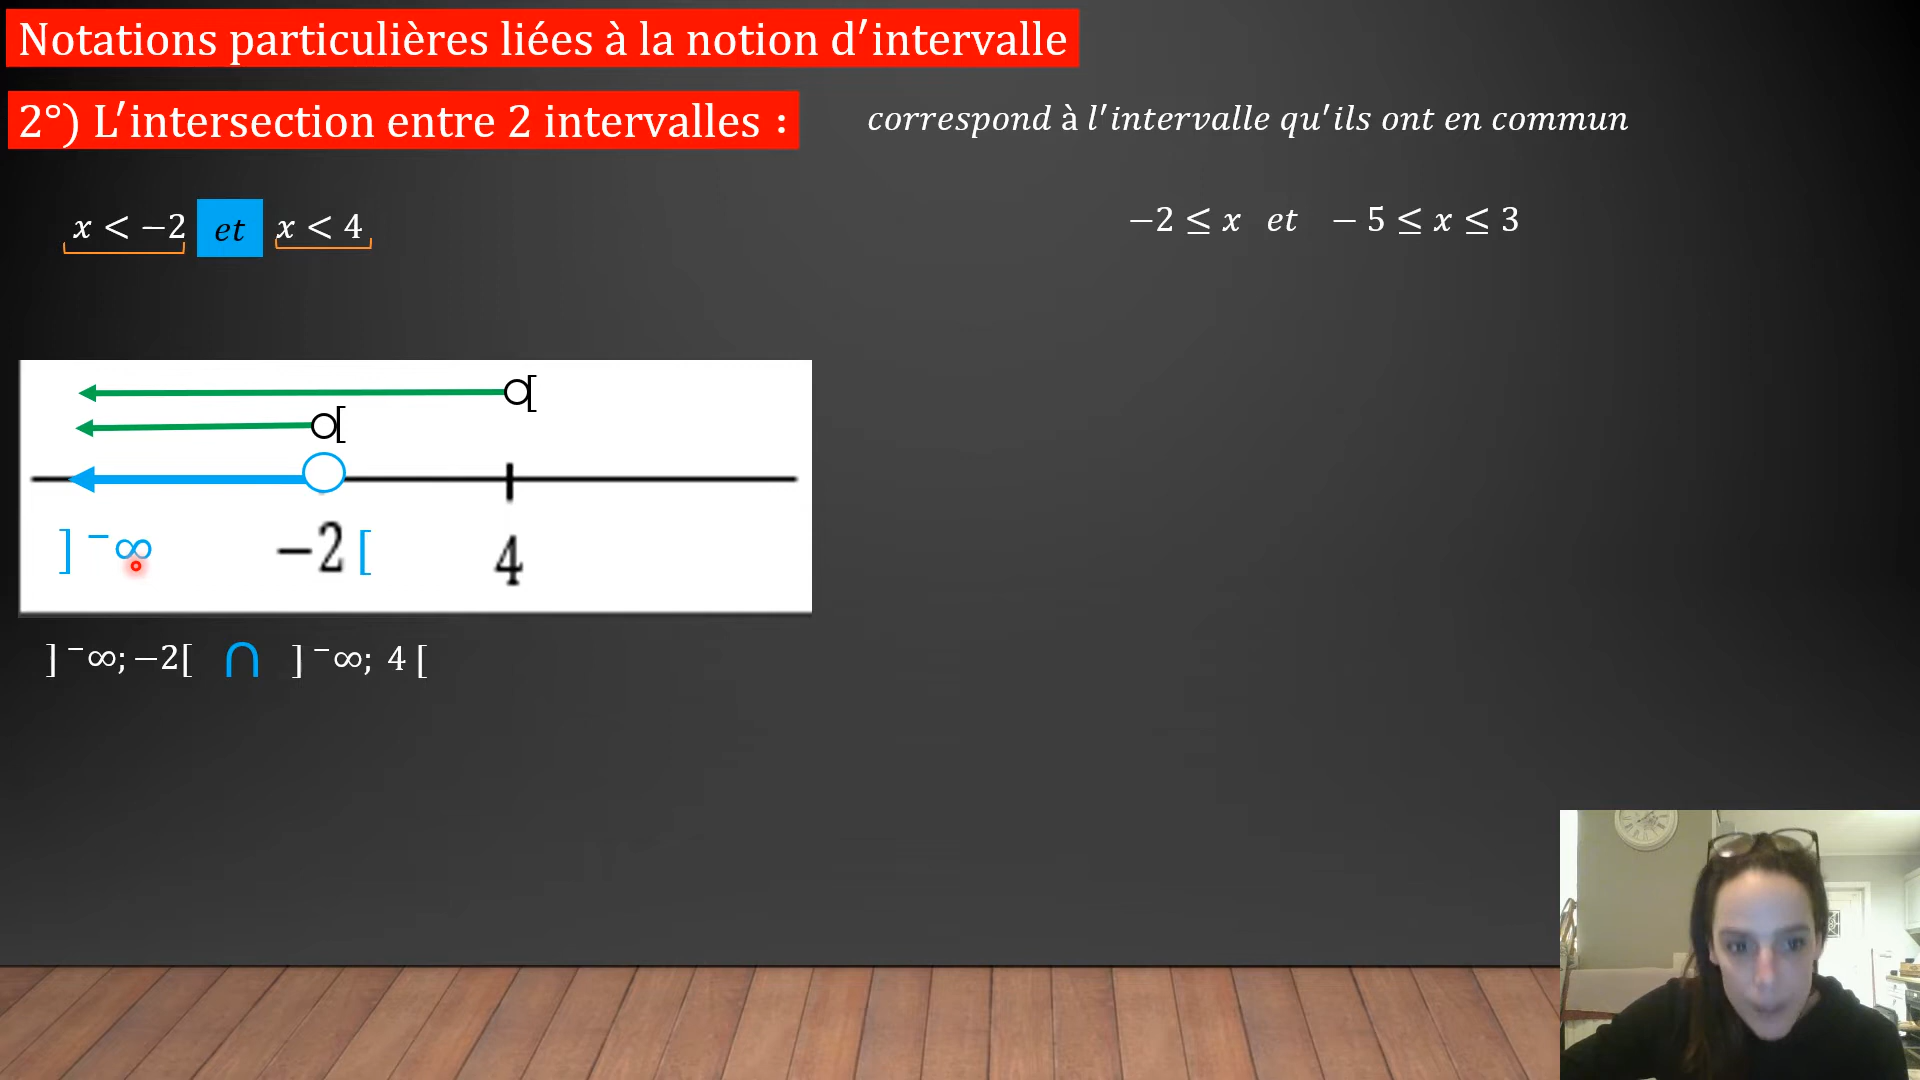 Notations particulières liées à la notion d'intervalle
2°) L'intersection entre 2 intervalles :
correspond à l'intervalle qu'ils ont en commun
x < −2 et x < 4
−2 ≤ x et − 5 ≤ x ≤ 3
[
[
] ⁻∞ −2 [ 4
] ⁻∞; −2[ ∩ ] ⁻∞; 4 [